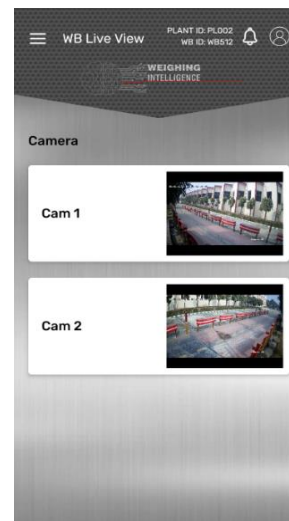 WB Live View
PLANT ID: PL002
WB ID: WB512
WEIGHING
INTELLIGENCE
Camera
Cam 1
Cam 2